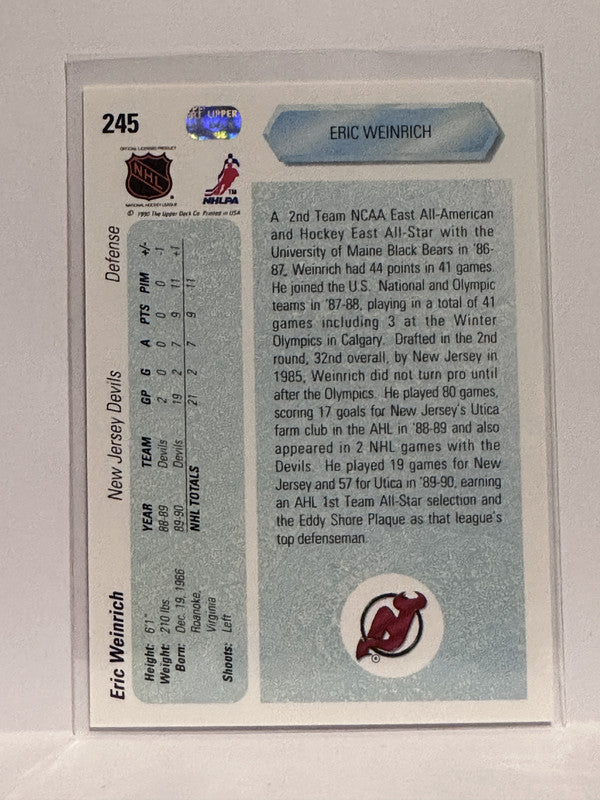 245
UPPER
ERIC WEINRICH
OFFICIAL LICENSED PRODUCT
NHL
NATIONAL HOCKEY LEAGUE
TM
NHLPA
© 1990 The Upper Deck Co. Printed in USA
A 2nd Team NCAA East All-American
and Hockey East All-Star with the
University of Maine Black Bears in '86-
87, Weinrich had 44 points in 41 games.
He joined the U.S. National and Olympic
teams in '87-88, playing in a total of 41
games including 3 at the Winter
Olympics in Calgary. Drafted in the 2nd
round, 32nd overall, by New Jersey in
1985, Weinrich did not turn pro until
after the Olympics. He played 80 games,
scoring 17 goals for New Jersey's Utica
farm club in the AHL in '88-89 and also
appeared in 2 NHL games with the
Devils. He played 19 games for New
Jersey and 57 for Utica in '89-90, earning
an AHL 1st Team All-Star selection and
the Eddy Shore Plaque as that league's
top defenseman.
®
Eric Weinrich New Jersey Devils Defense
Height: 6'1"
Weight: 210 lbs.
Born: Dec. 19, 1966
Roanoke,
Virginia
Shoots: Left
YEAR TEAM GP G A PTS PIM +/-
88-89 Devils 2 0 0 0 0 -1
89-90 Devils 19 2 7 9 11 +1
NHL TOTALS 21 2 7 9 11